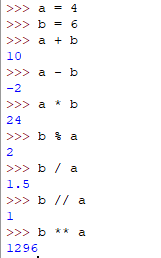 >>> a = 4
>>> b = 6
>>> a + b
10
>>> a - b
-2
>>> a * b
24
>>> b % a
2
>>> b / a
1.5
>>> b // a
1
>>> b ** a
1296